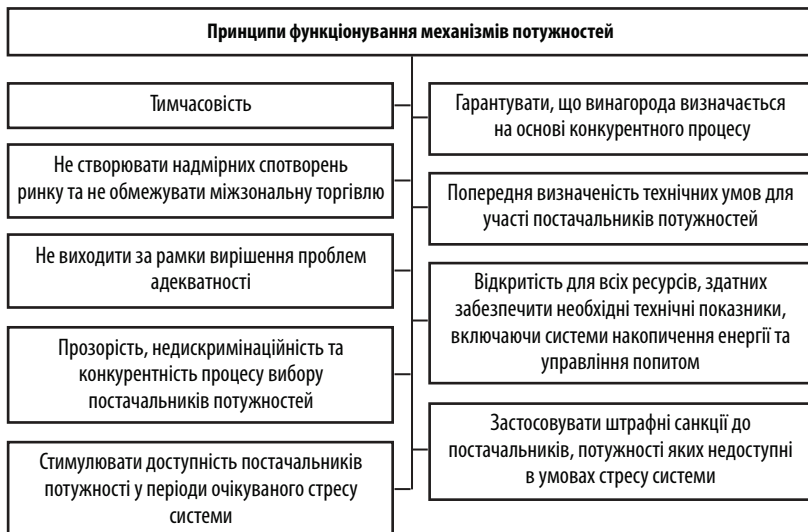 Принципи функціонування механізмів потужностей
Тимчасовість
Не створювати надмірних спотворень
ринку та не обмежувати міжзональну торгівлю
Не виходити за рамки вирішення проблем
адекватності
Прозорість, недискримінаційність та
конкурентність процесу вибору
постачальників потужностей
Стимулювати доступність постачальників
потужності у періоди очікуваного стресу
системи
Гарантувати, що винагорода визначається
на основі конкурентного процесу
Попередня визначеність технічних умов для
участі постачальників потужностей
Відкритість для всіх ресурсів, здатних
забезпечити необхідні технічні показники,
включаючи системи накопичення енергії та
управління попитом
Застосовувати штрафні санкції до
постачальників, потужності яких недоступні
в умовах стресу системи